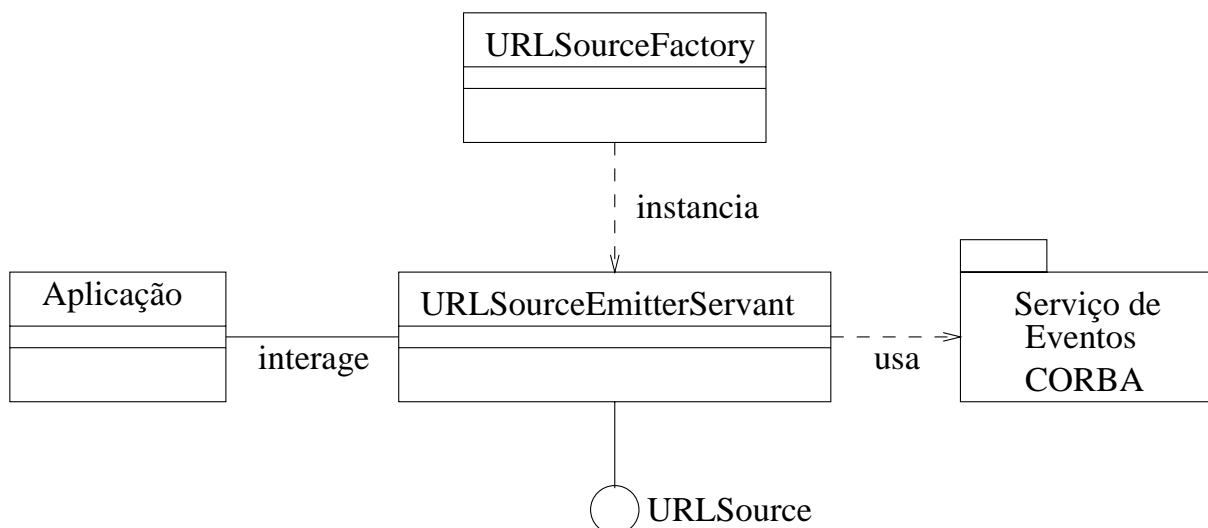 URLSourceFactory
instancia
Aplicação
interage
URLSourceEmitterServant
usa
Serviço de
Eventos
CORBA
URLSource